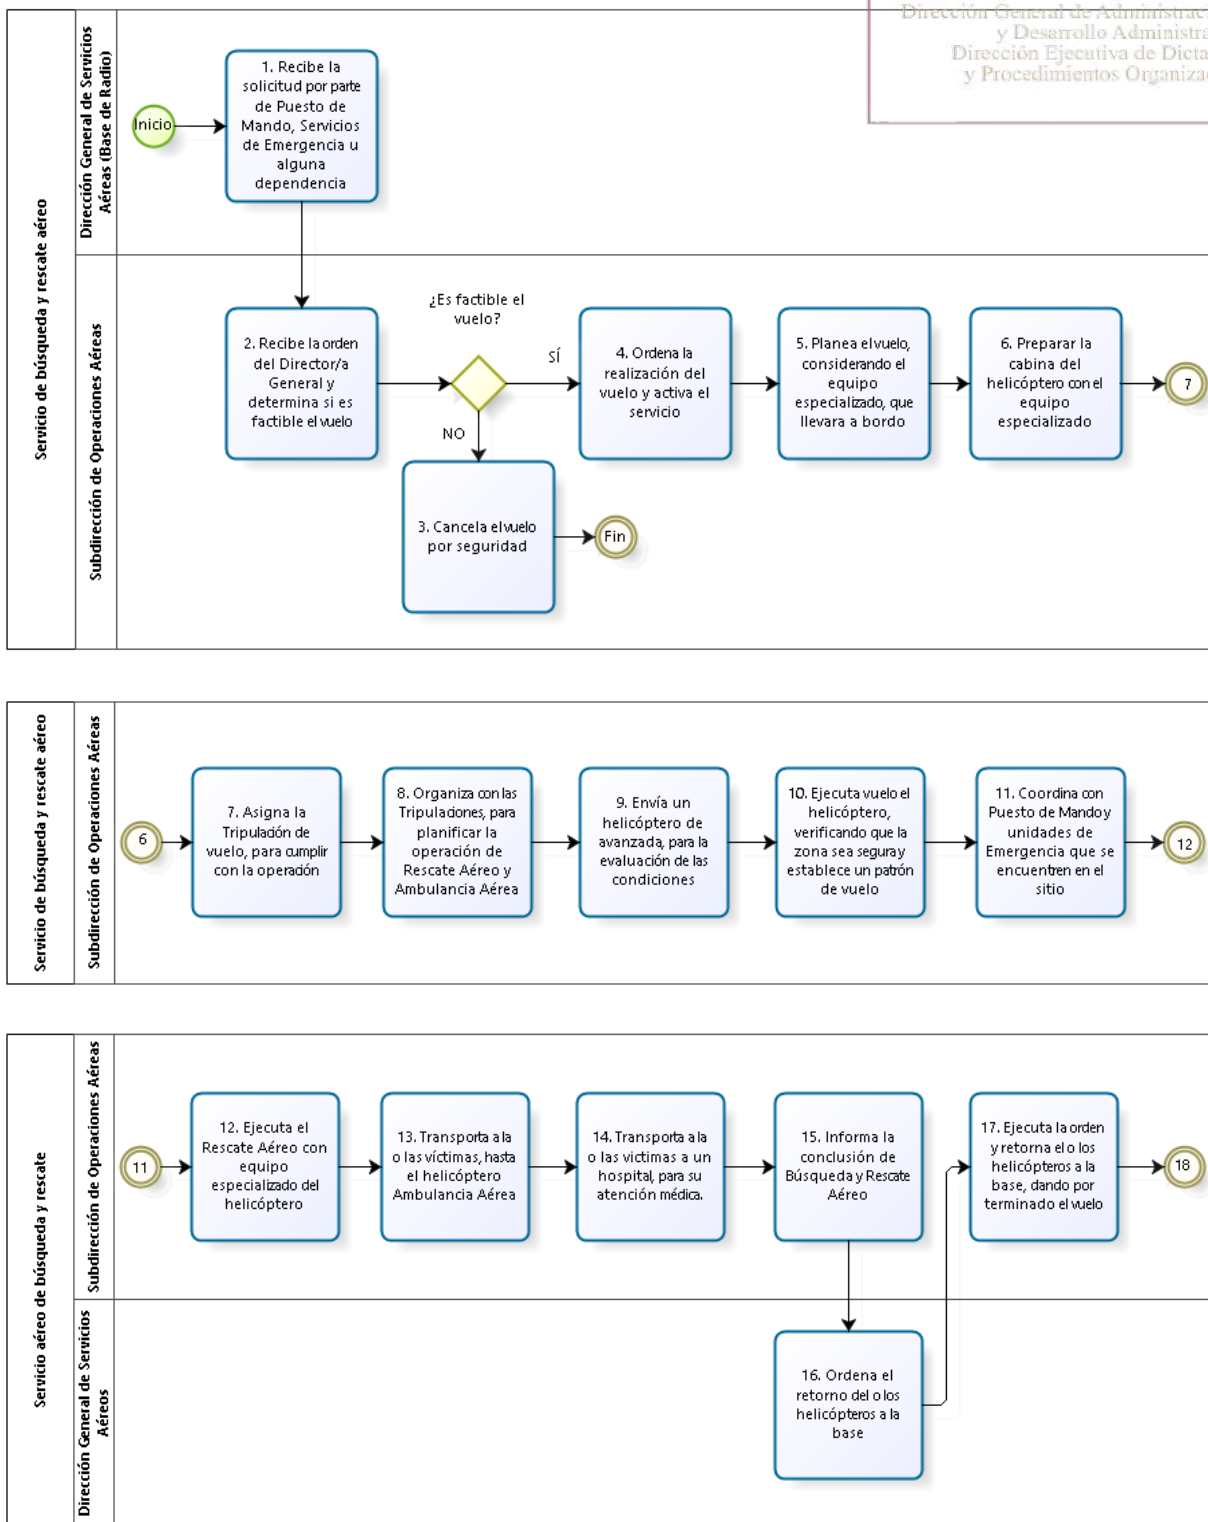 Dirección General de Administrac
y Desarrollo Administra
Dirección Ejecutiva de Dicta
y Procedimientos Organiza
Servicio de búsqueda y rescate aéreo
Dirección General de Servicios
Aéreas (Base de Radio)
Inicio
1. Recibe la
solicitud por parte
de Puesto de
Mando, Servicios
de Emergencia u
alguna
dependencia
Subdirección de Operaciones Aéreas
2. Recibe la orden
del Director/a
General y
determina si es
factible el vuelo
¿Es factible el
vuelo?
SÍ
NO
3. Cancela el vuelo
por seguridad
Fin
4. Ordena la
realización del
vuelo y activa el
servicio
5. Planea el vuelo,
considerando el
equipo
especializado, que
llevara a bordo
6. Preparar la
cabina del
helicóptero con el
equipo
especializado
7
Servicio de búsqueda y rescate aéreo
Subdirección de Operaciones Aéreas
6
7. Asigna la
Tripulación de
vuelo, para cumplir
con la operación
8. Organiza con las
Tripulaciones, para
planificar la
operación de
Rescate Aéreo y
Ambulancia Aérea
9. Envía un
helicóptero de
avanzada, para la
evaluación de las
condiciones
10. Ejecuta vuelo el
helicóptero,
verificando que la
zona sea segura y
establece un patrón
de vuelo
11. Coordina con
Puesto de Mando y
unidades de
Emergencia que se
encuentren en el
sitio
12
Servicio aéreo de búsqueda y rescate
Subdirección de Operaciones Aéreas
11
12. Ejecuta el
Rescate Aéreo con
equipo
especializado del
helicóptero
13. Transporta a la
o las víctimas, hasta
el helicóptero
Ambulancia Aérea
14. Transporta a la
o las victimas a un
hospital, para su
atención médica.
15. Informa la
conclusión de
Búsqueda y Rescate
Aéreo
17. Ejecuta la orden
y retorna el o los
helicópteros a la
base, dando por
terminado el vuelo
18
Dirección General de Servicios
Aéreos
16. Ordena el
retorno del o los
helicópteros a la
base